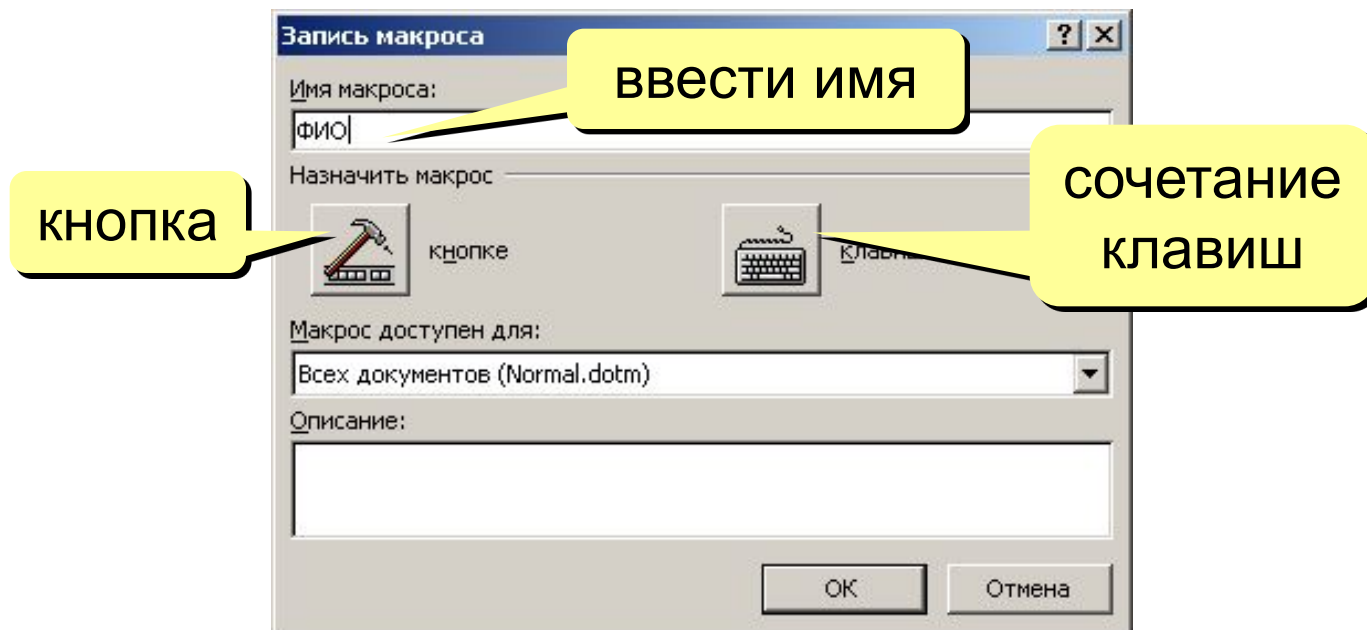 Запись макроса
ввести имя
Имя макроса:
ФИО
Назначить макрос
кнопка
кнопке
сочетание
клавиш
Макрос доступен для:
Всех документов (Normal.dotm)
Описание:
ОК
Отмена